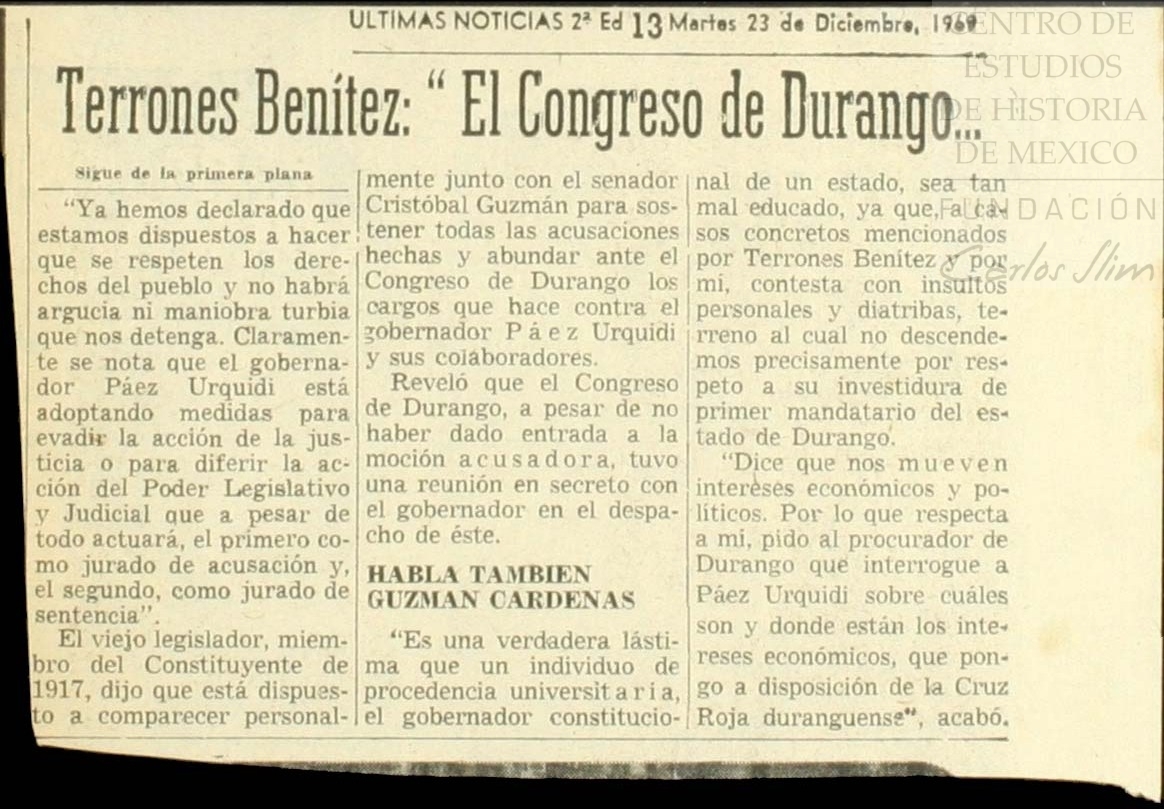 ULTIMAS NOTICIAS 2ª Ed 13 Martes 23 de Diciembre, 1969
CENTRO DE
ESTUDIOS
DE HISTORIA
DE MEXICO
FUNDACIÓN
Carlos Slim
Terrones Benítez: " El Congreso de Durango...
Sigue de la primera plana
"Ya hemos declarado que
estamos dispuestos a hacer
que se respeten los dere-
chos del pueblo y no habrá
argucia ni maniobra turbia
que nos detenga. Claramen-
te se nota que el goberna-
dor Páez Urquidi está
adoptando medidas para
evadir la acción de la jus-
ticia o para diferir la ac-
ción del Poder Legislativo
y Judicial que a pesar de
todo actuará, el primero co-
mo jurado de acusación y,
el segundo, como jurado de
sentencia".
El viejo legislador, miem-
bro del Constituyente de
1917, dijo que está dispues-
to a comparecer personal-
mente junto con el senador
Cristóbal Guzmán para sos-
tener todas las acusaciones
hechas y abundar ante el
Congreso de Durango los
cargos que hace contra el
gobernador Páez Urquidi
y sus colaboradores.
Reveló que el Congreso
de Durango, a pesar de no
haber dado entrada a la
moción acusadora, tuvo
una reunión en secreto con
el gobernador en el despa-
cho de éste.
HABLA TAMBIEN
GUZMAN CARDENAS
"Es una verdadera lásti-
ma que un individuo de
procedencia universitaria,
el gobernador constitucio-
nal de un estado, sea tan
mal educado, ya que, a ca-
sos concretos mencionados
por Terrones Benítez y por
mi, contesta con insultos
personales y diatribas, te-
rreno al cual no descende-
mos precisamente por res-
peto a su investidura de
primer mandatario del es-
tado de Durango.
"Dice que nos mueven
intereses económicos y po-
líticos. Por lo que respecta
a mi, pido al procurador de
Durango que interrogue a
Páez Urquidi sobre cuáles
son y donde están los inte-
reses económicos, que pon-
go a disposición de la Cruz
Roja duranguense", acabó.